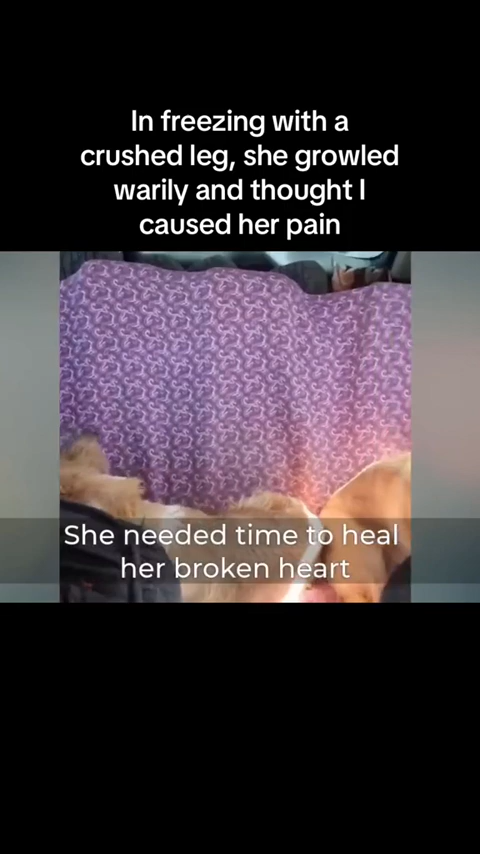 In freezing with a
crushed leg, she growled
warily and thought I
caused her pain
She needed time to heal
her broken heart